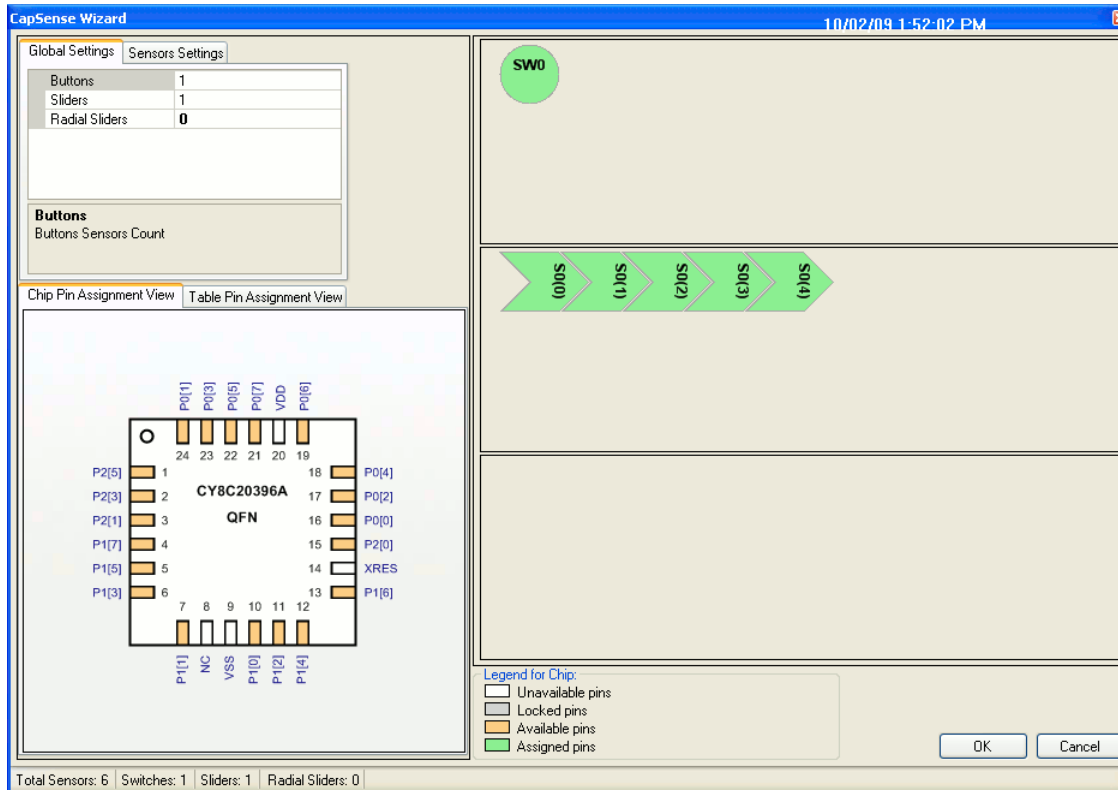 CapSense Wizard
10/02/09 1:52:02 PM
Global Settings
Sensors Settings
Buttons 1
Sliders 1
Radial Sliders 0
Buttons
Buttons Sensors Count
SW0
S0(0) S0(1) S0(2) S0(3) S0(4)
Chip Pin Assignment View
Table Pin Assignment View
P0[1] P0[3] P0[5] P0[7] VDD P0[6]
24 23 22 21 20 19
P2[5] 1 18 P0[4]
P2[3] 2 CY8C20396A 17 P0[2]
P2[1] 3 QFN 16 P0[0]
P1[7] 4 15 P2[0]
P1[5] 5 14 XRES
P1[3] 6 13 P1[6]
7 8 9 10 11 12
P1[1] NC VSS P1[0] P1[2] P1[4]
Legend for Chip:
Unavailable pins
Locked pins
Available pins
Assigned pins
OK Cancel
Total Sensors: 6 Switches: 1 Sliders: 1 Radial Sliders: 0